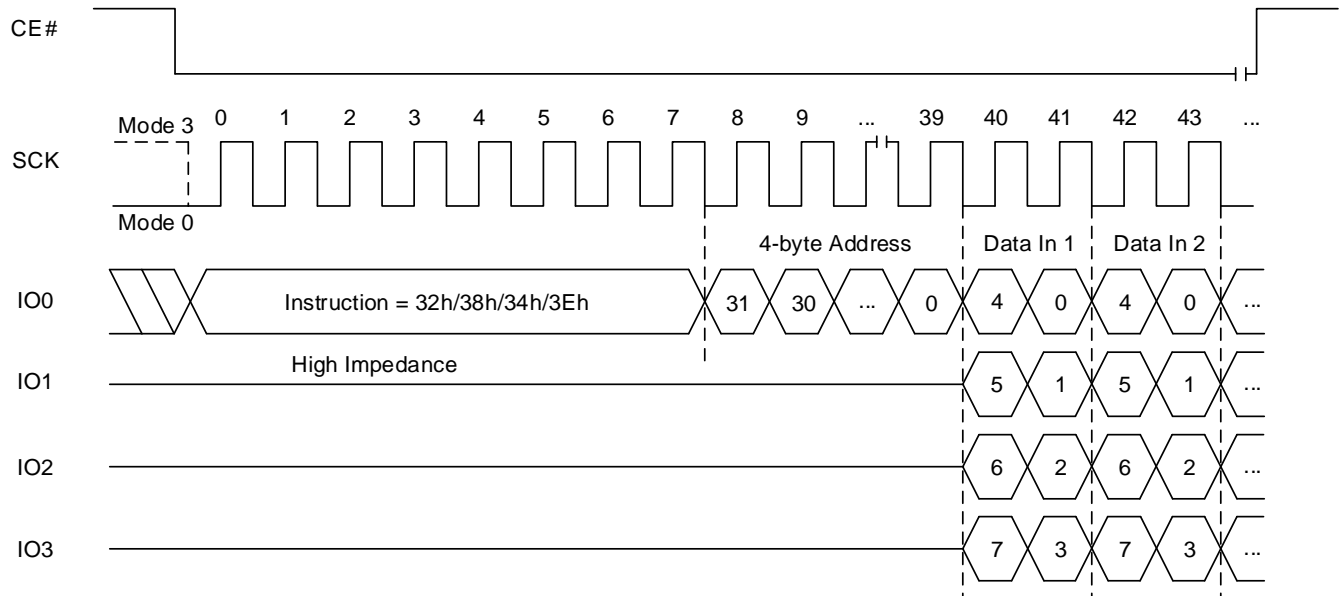 CE#
Mode 3 0 1 2 3 4 5 6 7 8 9 ... 39 40 41 42 43 ...
SCK
Mode 0
4-byte Address Data In 1 Data In 2
IO0 Instruction = 32h/38h/34h/3Eh 31 30 ... 0 4 0 4 0 ...
High Impedance
IO1 5 1 5 1 ...
IO2 6 2 6 2 ...
IO3 7 3 7 3 ...